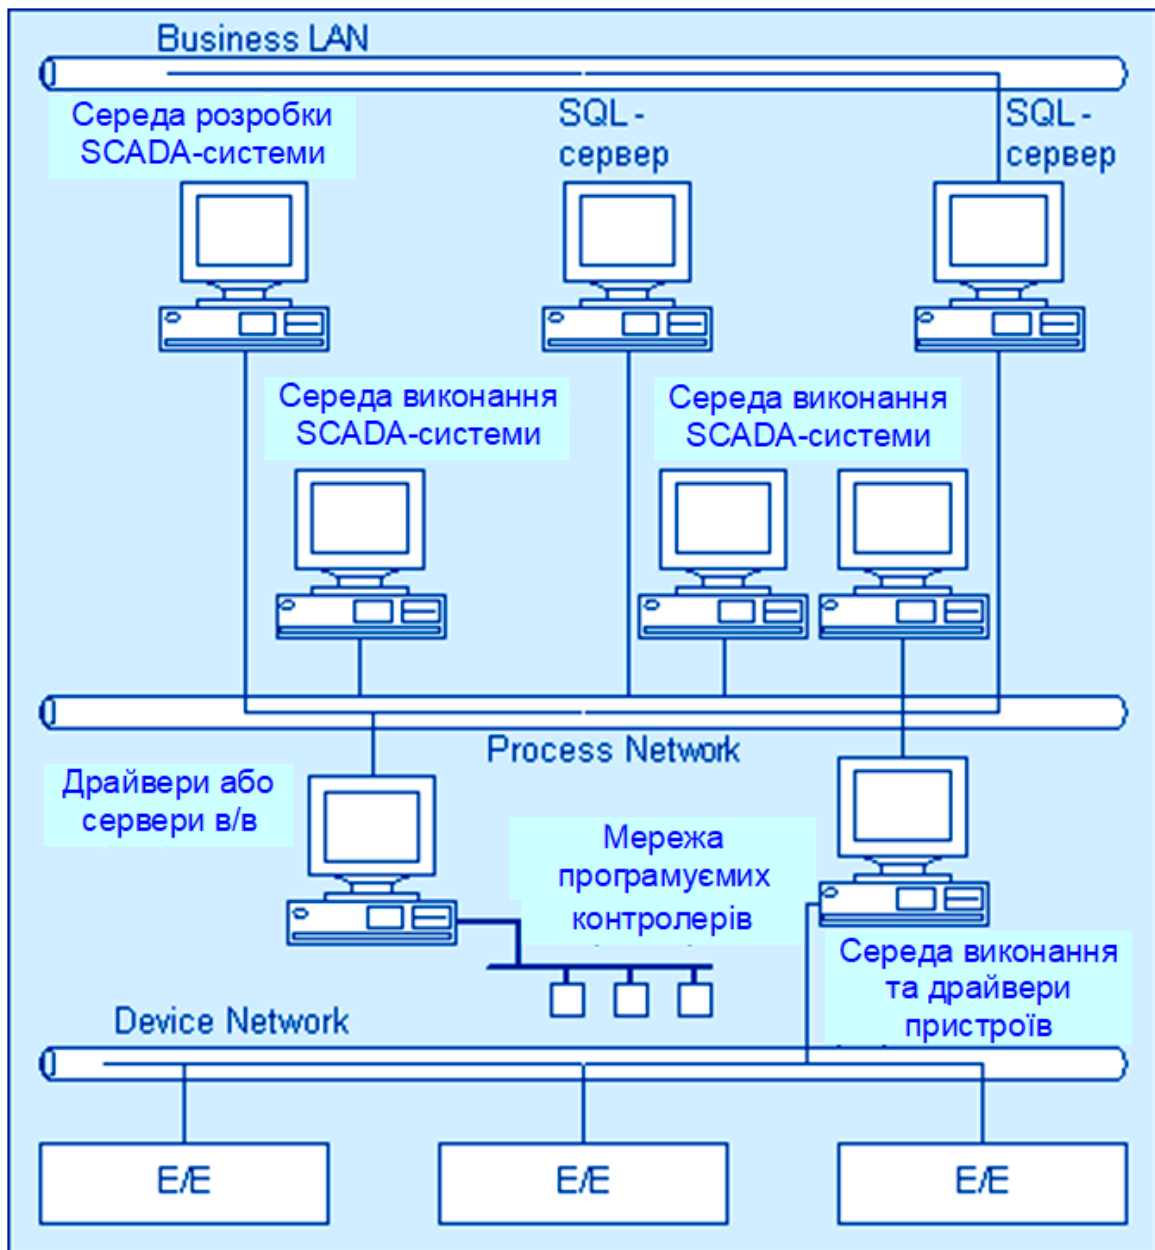 Business LAN
Середа розробки
SCADA-системи
SQL -
сервер
SQL -
сервер
Середа виконання
SCADA-системи
Середа виконання
SCADA-системи
Process Network
Драйвери або
сервери в/в
Мережа
програмуємих
контролерів
Середа виконання
та драйвери
пристроїв
Device Network
E/E
E/E
E/E